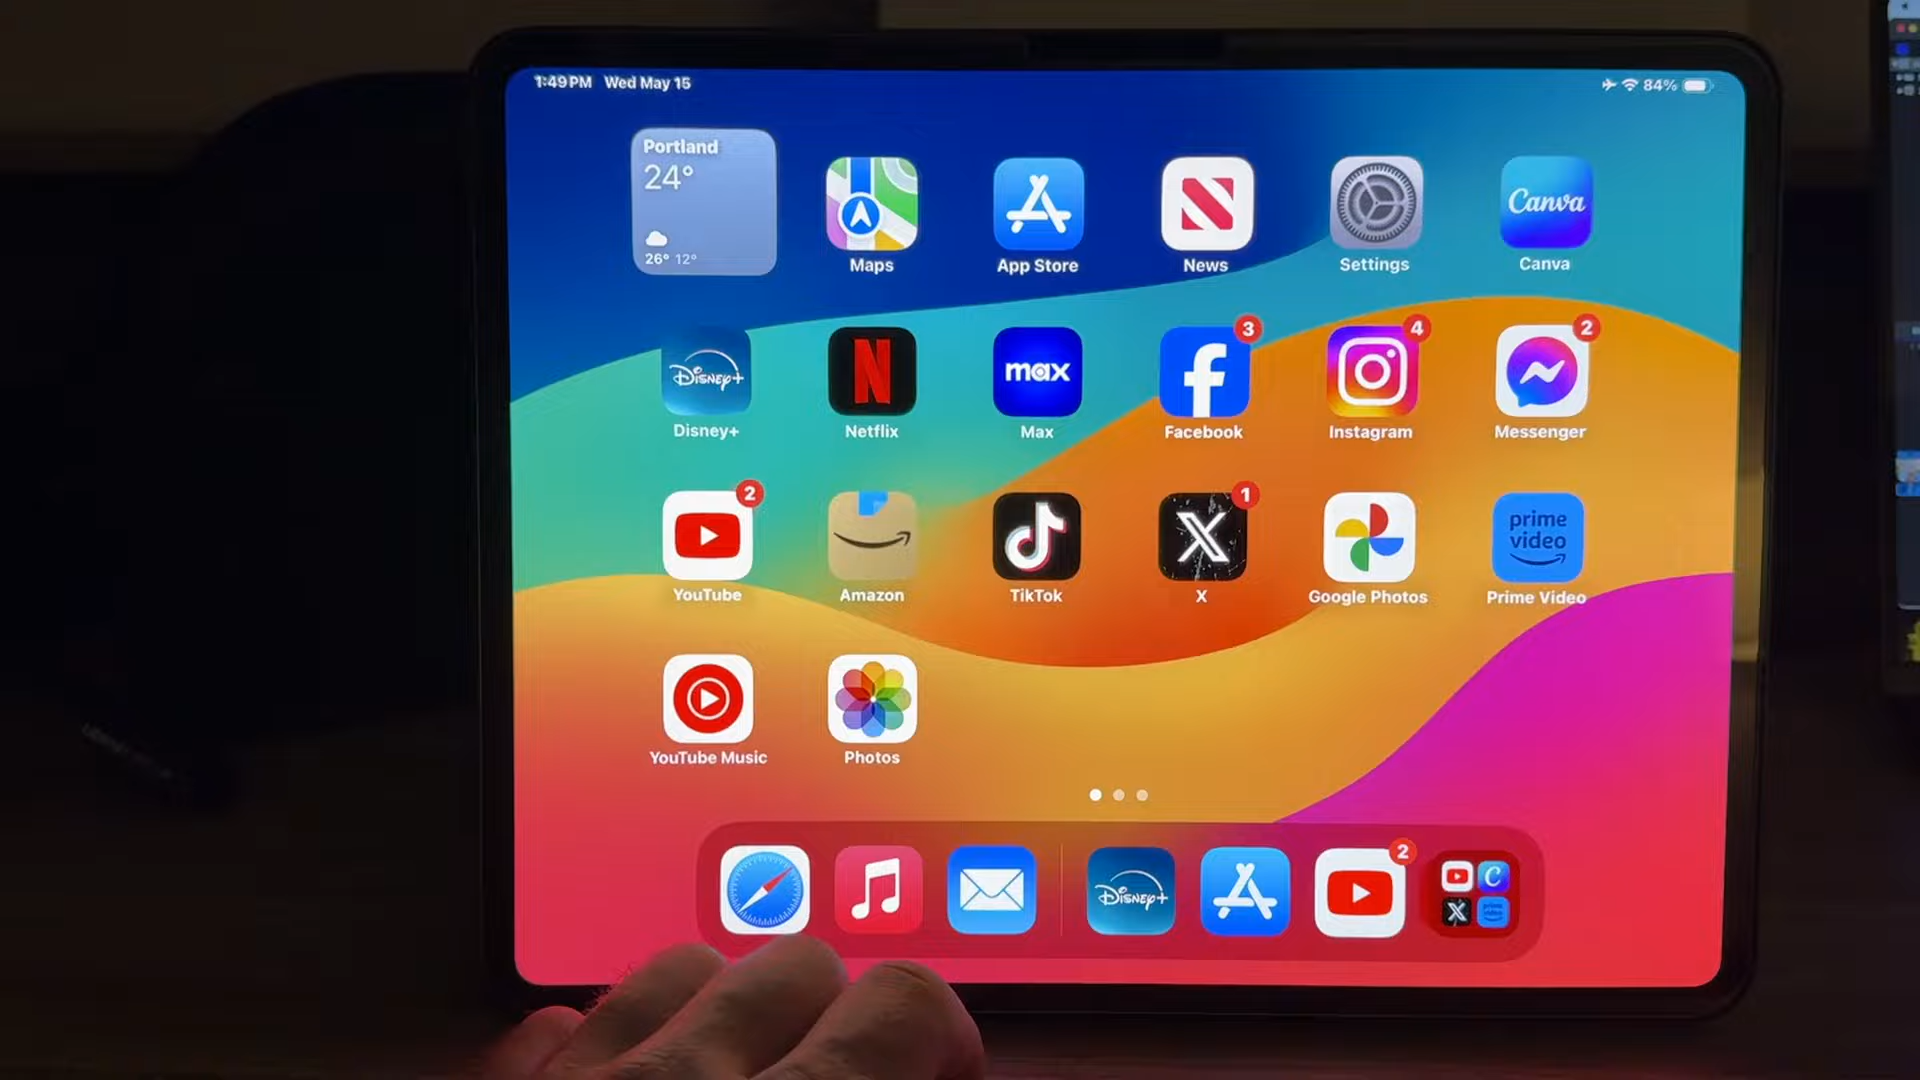 1:49 PM Wed May 15
84%
Portland
24°
26° 12°
Maps
App Store
News
Canva
Settings
Canva
Disney+
max
3
4
2
Disney+
Netflix
Max
Facebook
Instagram
Messenger
2
1
prime video
YouTube
Amazon
TikTok
X
Google Photos
Prime Video
YouTube Music
Photos
Disney+
2